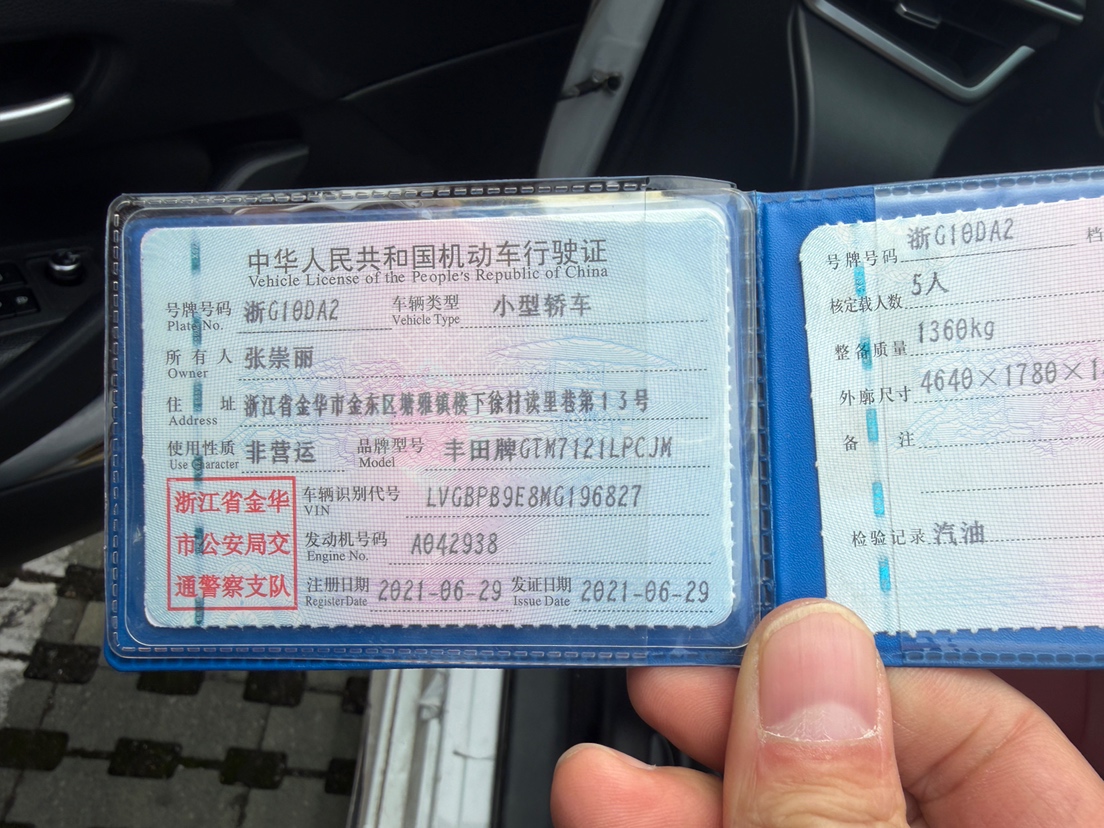 中华人民共和国机动车行驶证
Vehicle License of the People's Republic of China
号牌号码 浙G10DA2 车辆类型 小型轿车
Plate No. Vehicle Type
所有人 张崇丽
Owner
住址 浙江省金华市金东区塘雅镇楼下徐村读里巷第13号
Address
使用性质 非营运 品牌型号 丰田牌GTM7121LPCJM
Use Character Model
浙江省金华
市公安局交
通警察支队
车辆识别代号 LVGBPB9E8MG196827
VIN
发动机号码 A042938
Engine No.
注册日期 2021-06-29 发证日期 2021-06-29
Register Date Issue Date
号牌号码 浙G10DA2 档
核定载人数 5人
整备质量 1360kg
外廓尺寸 4640×1780×1
备注
检验记录 汽油